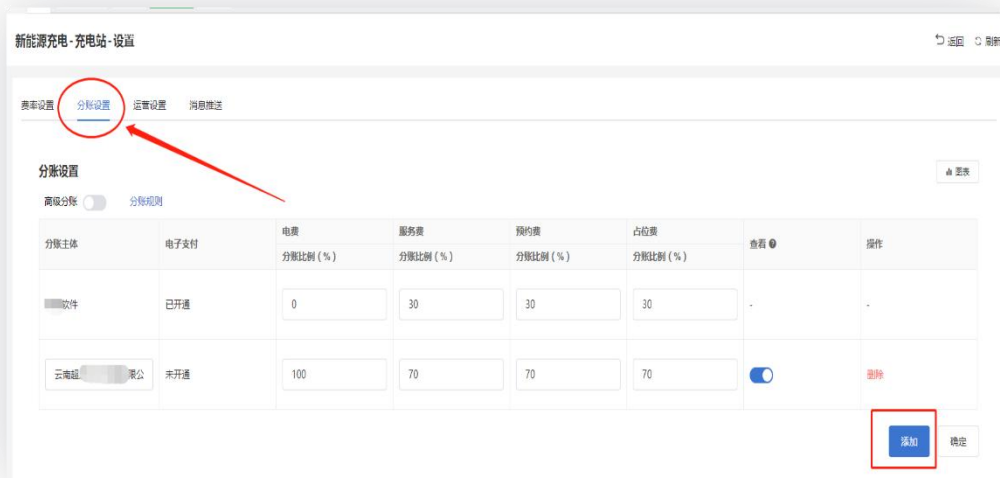 新能源充电-充电站-设置
返回 刷新
费率设置 分账设置 运营设置 消息推送
分账设置
图表
高级分账 分账规则
分账主体 电子支付 电费 服务费 预约费 占位费 查看 操作
分账比例(%) 分账比例(%) 分账比例(%) 分账比例(%)
软件 已开通 0 30 30 30 - -
云南超 限公 未开通 100 70 70 70 删除
添加 确定